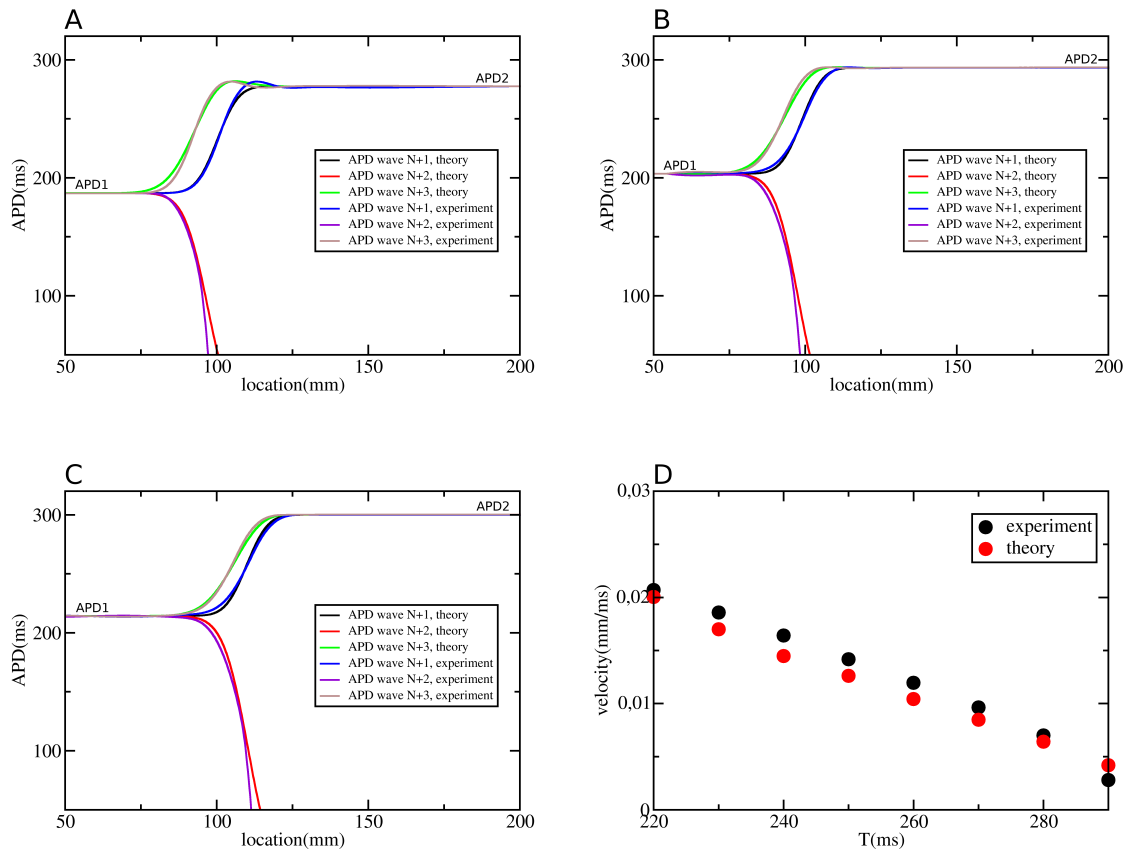 A
300
200
100
APD(ms)
APD1
APD2
APD wave N+1, theory
APD wave N+2, theory
APD wave N+3, theory
APD wave N+1, experiment
APD wave N+2, experiment
APD wave N+3, experiment
50
100
150
200
location(mm)
B
300
200
100
APD(ms)
APD1
APD2
APD wave N+1, theory
APD wave N+2, theory
APD wave N+3, theory
APD wave N+1, experiment
APD wave N+2, experiment
APD wave N+3, experiment
50
100
150
200
location(mm)
C
300
200
100
APD(ms)
APD1
APD2
APD wave N+1, theory
APD wave N+2, theory
APD wave N+3, theory
APD wave N+1, experiment
APD wave N+2, experiment
APD wave N+3, experiment
50
100
150
200
location(mm)
D
0,03
0,02
0,01
0
velocity(mm/ms)
experiment
theory
220
240
260
280
T(ms)